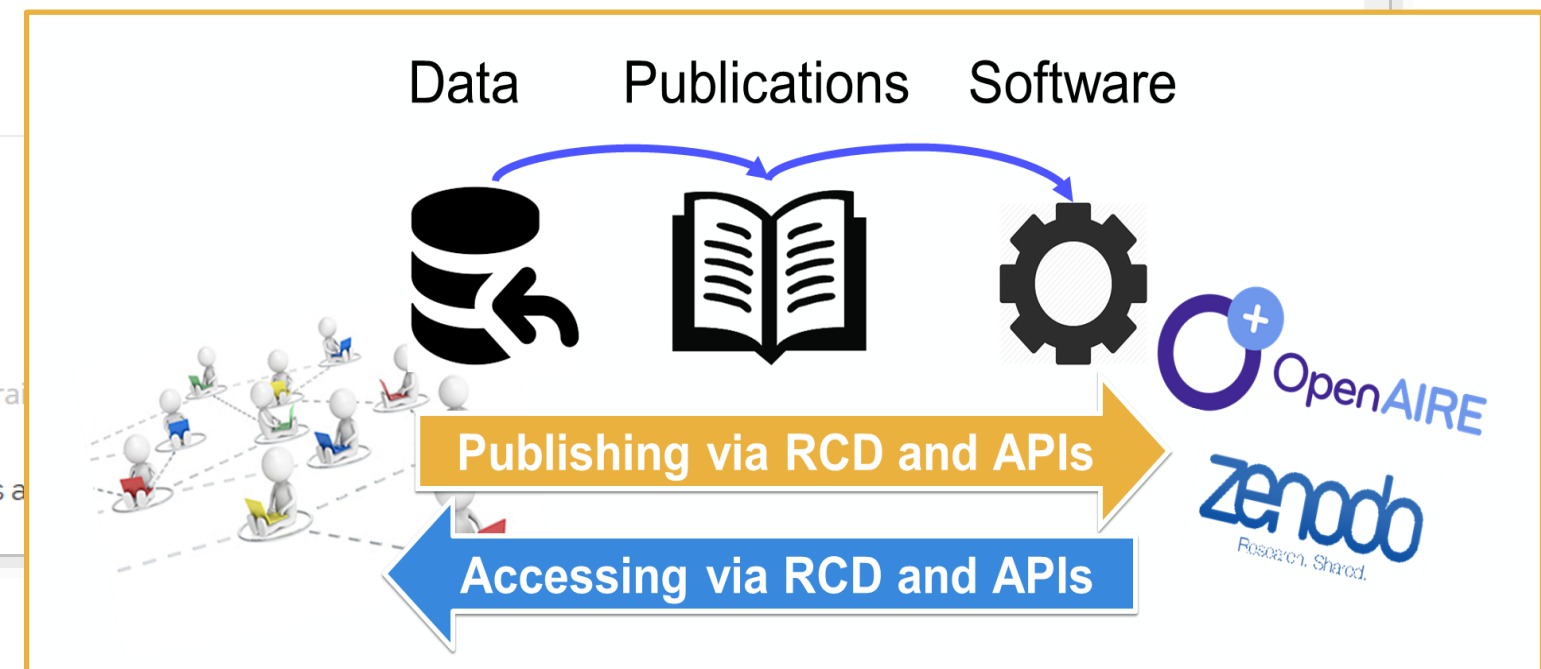 Data Publications Software
OpenAIRE
Publishing via RCD and APIs
zenodo
Research. Shared.
Accessing via RCD and APIs